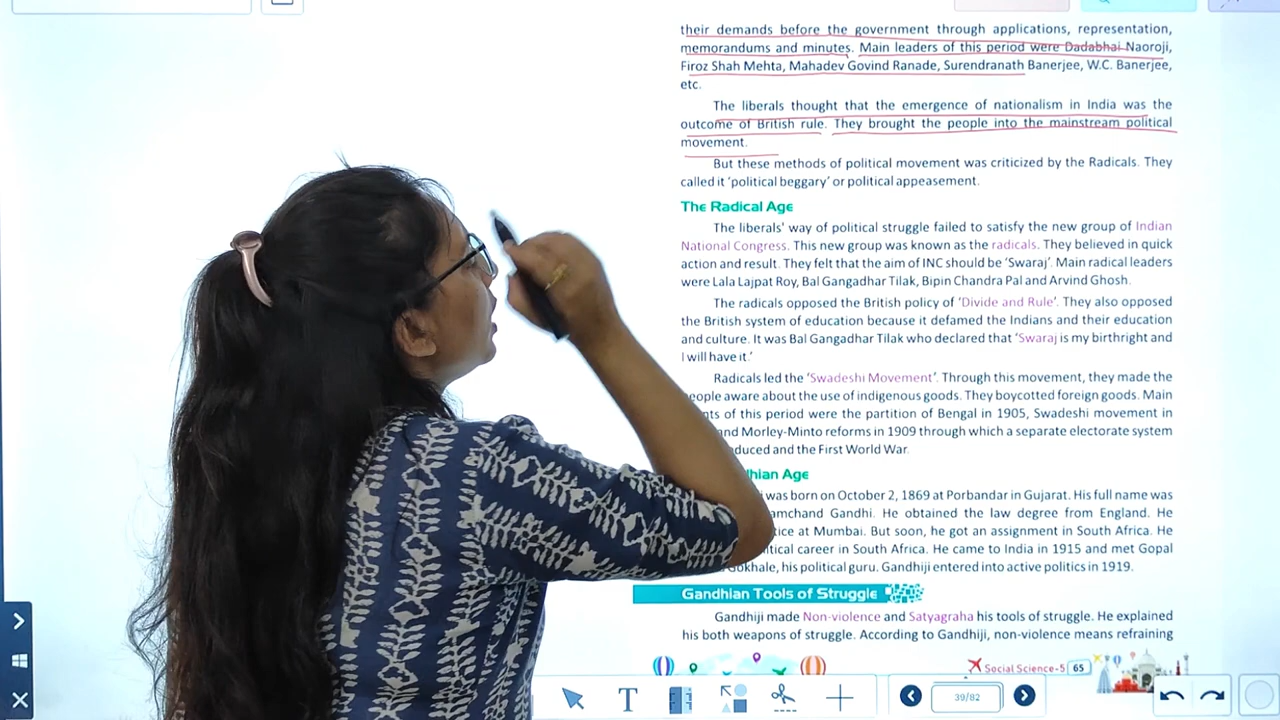 their demands before the government through applications, representation,
memorandums and minutes. Main leaders of this period were Dadabhai Naoroji,
Firoz Shah Mehta, Mahadev Govind Ranade, Surendranath Banerjee, W.C. Banerjee,
etc.
The liberals thought that the emergence of nationalism in India was the
outcome of British rule. They brought the people into the mainstream political
movement.
But these methods of political movement was criticized by the Radicals. They
called it 'political beggary' or political appeasement.
The Radical Age
The liberals' way of political struggle failed to satisfy the new group of Indian
National Congress. This new group was known as the radicals. They believed in quick
action and result. They felt that the aim of INC should be 'Swaraj'. Main radical leaders
were Lala Lajpat Roy, Bal Gangadhar Tilak, Bipin Chandra Pal and Arvind Ghosh.
The radicals opposed the British policy of 'Divide and Rule'. They also opposed
the British system of education because it defamed the Indians and their education
and culture. It was Bal Gangadhar Tilak who declared that 'Swaraj is my birthright and
I will have it.'
Radicals led the 'Swadeshi Movement'. Through this movement, they made the
people aware about the use of indigenous goods. They boycotted foreign goods. Main
of this period were the partition of Bengal in 1905, Swadeshi movement in
and Morley-Minto reforms in 1909 through which a separate electorate system
and the First World War.
Age
was born on October 2, 1869 at Porbandar in Gujarat. His full name was
Gandhi. He obtained the law degree from England. He
at Mumbai. But soon, he got an assignment in South Africa. He
career in South Africa. He came to India in 1915 and met Gopal
Gokhale, his political guru. Gandhiji entered into active politics in 1919.
Gandhian Tools of Struggle
Gandhiji made Non-violence and Satyagraha his tools of struggle. He explained
his both weapons of struggle. According to Gandhiji, non-violence means refraining
Social Science-5 65
T 39/82